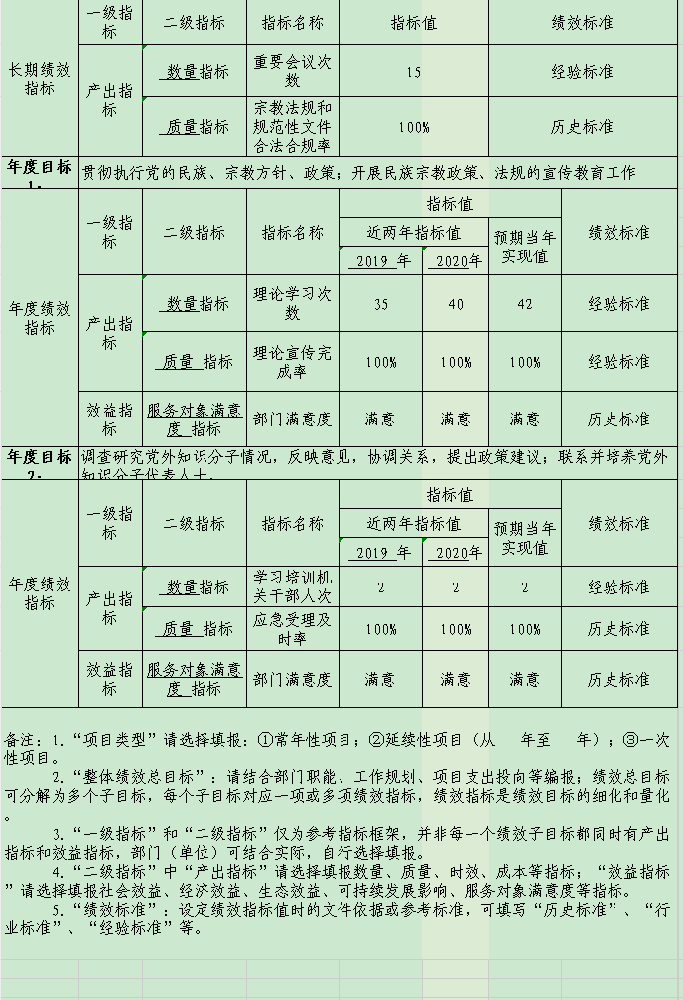 长期绩效指标 一级指标 二级指标 指标名称 指标值 绩效标准
产出指标 数量指标 重要会议次数 15 经验标准
质量指标 宗教法规和规范性文件合法合规率 100% 历史标准
年度目标1: 贯彻执行党的民族、宗教方针、政策；开展民族宗教政策、法规的宣传教育工作
年度绩效指标 一级指标 二级指标 指标名称 指标值 绩效标准
近两年指标值 预期当年实现值
2019 年 2020年
产出指标 数量指标 理论学习次数 35 40 42 经验标准
质量 指标 理论宣传完成率 100% 100% 100% 经验标准
效益指标 服务对象满意度 指标 部门满意度 满意 满意 满意 历史标准
年度目标2: 调查研究党外知识分子情况，反映意见，协调关系，提出政策建议；联系并培养党外
知识分子代表人士.
年度绩效指标 一级指标 二级指标 指标名称 指标值 绩效标准
近两年指标值 预期当年实现值
2019 年 2020年
产出指标 数量指标 学习培训机关干部人次 2 2 2 经验标准
质量 指标 应急受理及时率 100% 100% 100% 历史标准
效益指标 服务对象满意度 指标 部门满意度 满意 满意 满意 历史标准
备注：1.“项目类型”请选择填报：①常年性项目；②延续性项目（从 年至 年）；③一次
性项目。
2.“整体绩效总目标”：请结合部门职能、工作规划、项目支出投向等编报；绩效总目标
可分解为多个子目标，每个子目标对应一项或多项绩效指标，绩效指标是绩效目标的细化和量化
。
3.“一级指标”和“二级指标”仅为参考指标框架，并非每一个绩效子目标都同时有产出
指标和效益指标，部门（单位）可结合实际，自行选择填报。
4.“二级指标”中“产出指标”请选择填报数量、质量、时效、成本等指标；“效益指标
”请选择填报社会效益、经济效益、生态效益、可持续发展影响、服务对象满意度等指标。
5.“绩效标准”：设定绩效指标值时的文件依据或参考标准，可填写“历史标准”、“行
业标准”、“经验标准”等。